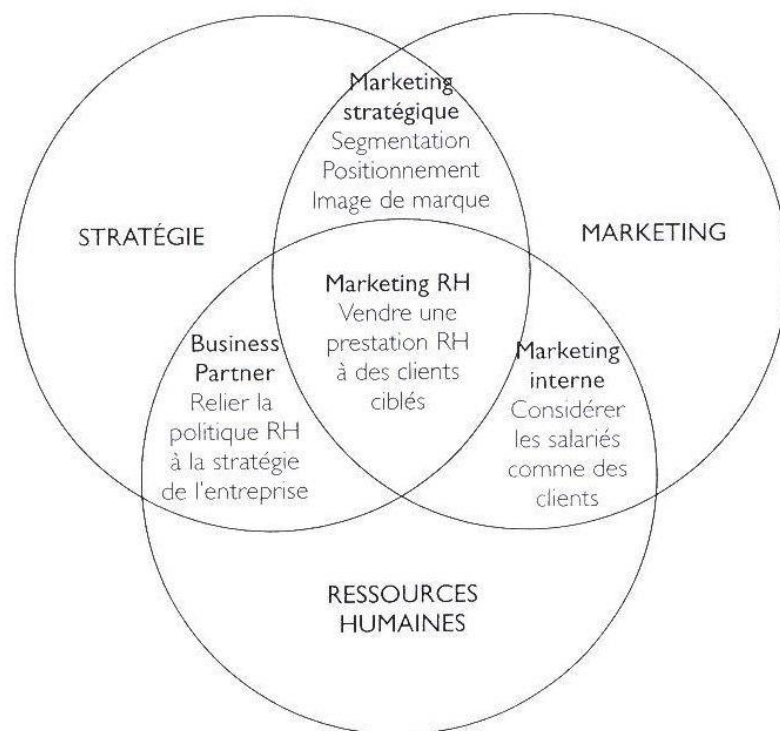 Marketing
stratégique
Segmentation
Positionnement
Image de marque
STRATÉGIE
MARKETING
Marketing RH
Vendre une
prestation RH
à des clients
ciblés
Business
Partner
Relier la
politique RH
à la stratégie
de l'entreprise
Marketing
interne
Considérer
les salariés
comme des
clients
RESSOURCES
HUMAINES